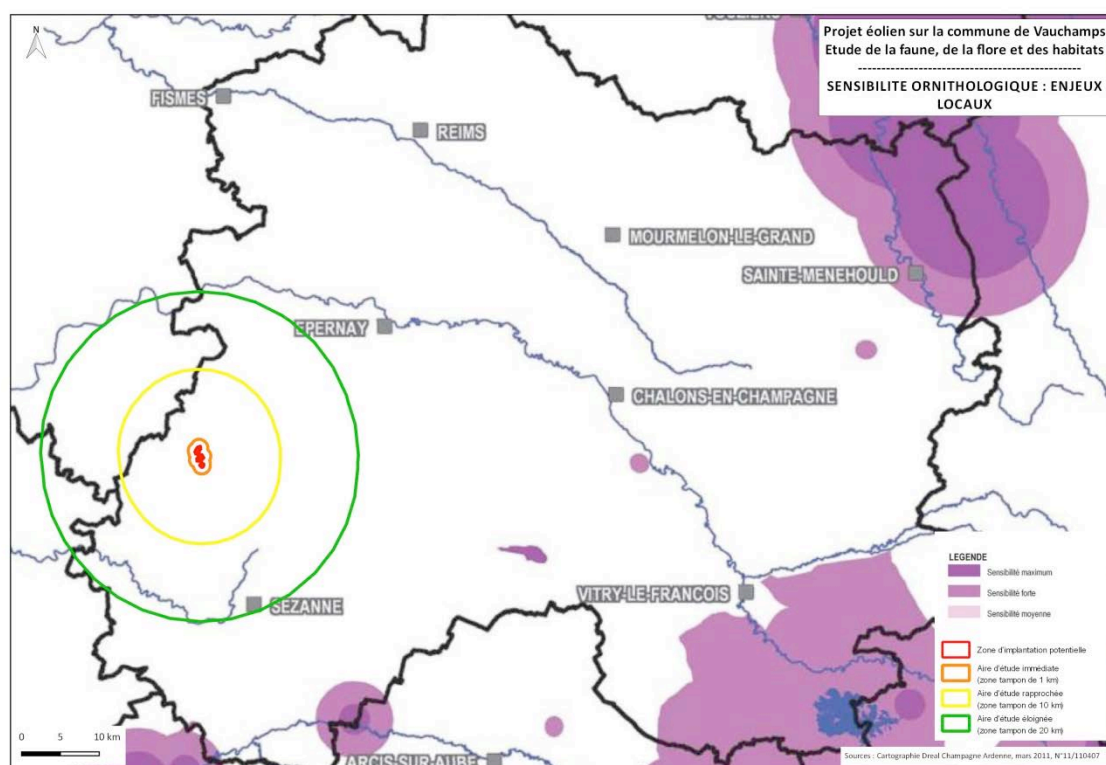 VOUZIERS
Projet éolien sur la commune de Vauchamps
Etude de la faune, de la flore et des habitats
------------------------------------------------
SENSIBILITE ORNITHOLOGIQUE : ENJEUX
LOCAUX
N
FISMES
REIMS
MOURMELON-LE-GRAND
SAINTE-MENEHOULD
EPERNAY
CHALONS-EN-CHAMPAGNE
SEZANNE
VITRY-LE-FRANCOIS
ARCIS-SUR-AUBE
LEGENDE
Sensibilité maximum
Sensibilité forte
Sensibilité moyenne
Zone d'implantation potentielle
Aire d'étude immédiate
(zone tampon de 1 km)
Aire d'étude rapprochée
(zone tampon de 10 km)
Aire d'étude éloignée
(zone tampon de 20 km)
0 5 10 km
Sources : Cartographie Dreal Champagne Ardenne, mars 2011, N°11/110407